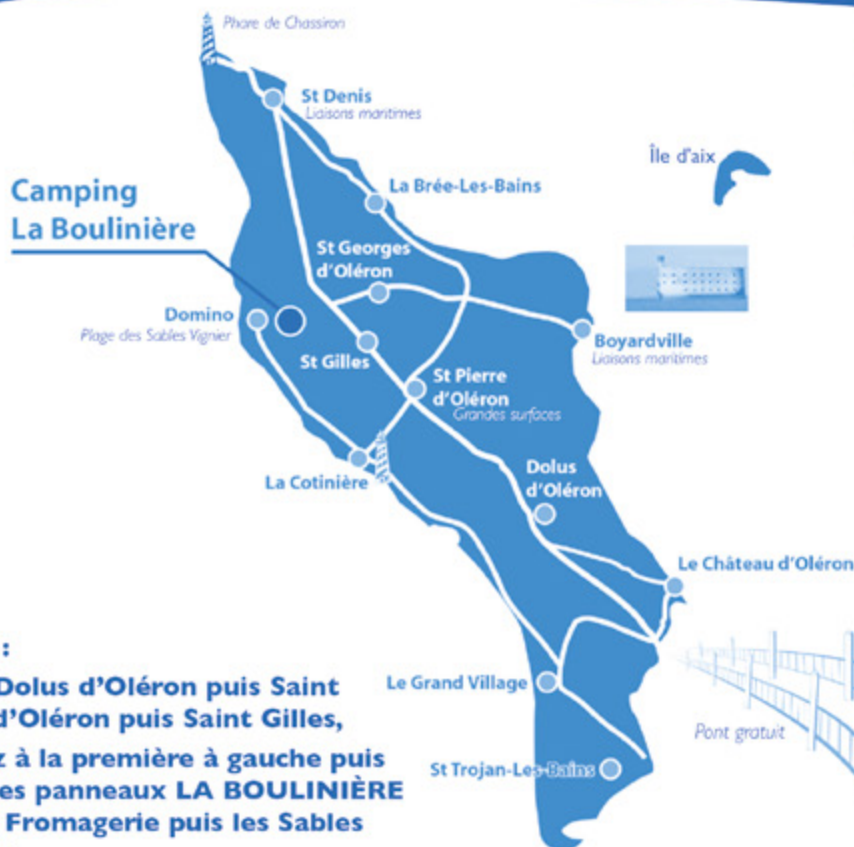 Phare de Chassiron
St Denis
Liaisons maritimes
Île d'aix
La Brée-Les-Bains
Camping
La Boulinière
St Georges
d'Oléron
Domino
Plage des Sables Vignier
Boyardville
Liaisons maritimes
St Gilles
St Pierre
d'Oléron
Grandes surfaces
Dolus
d'Oléron
La Cotinière
Le Château d'Oléron
:
Dolus d'Oléron puis Saint
d'Oléron puis Saint Gilles,
z à la première à gauche puis
es panneaux LA BOULINIÈRE
Fromagerie puis les Sables
Le Grand Village
Pont gratuit
St Trojan-Les-Bains